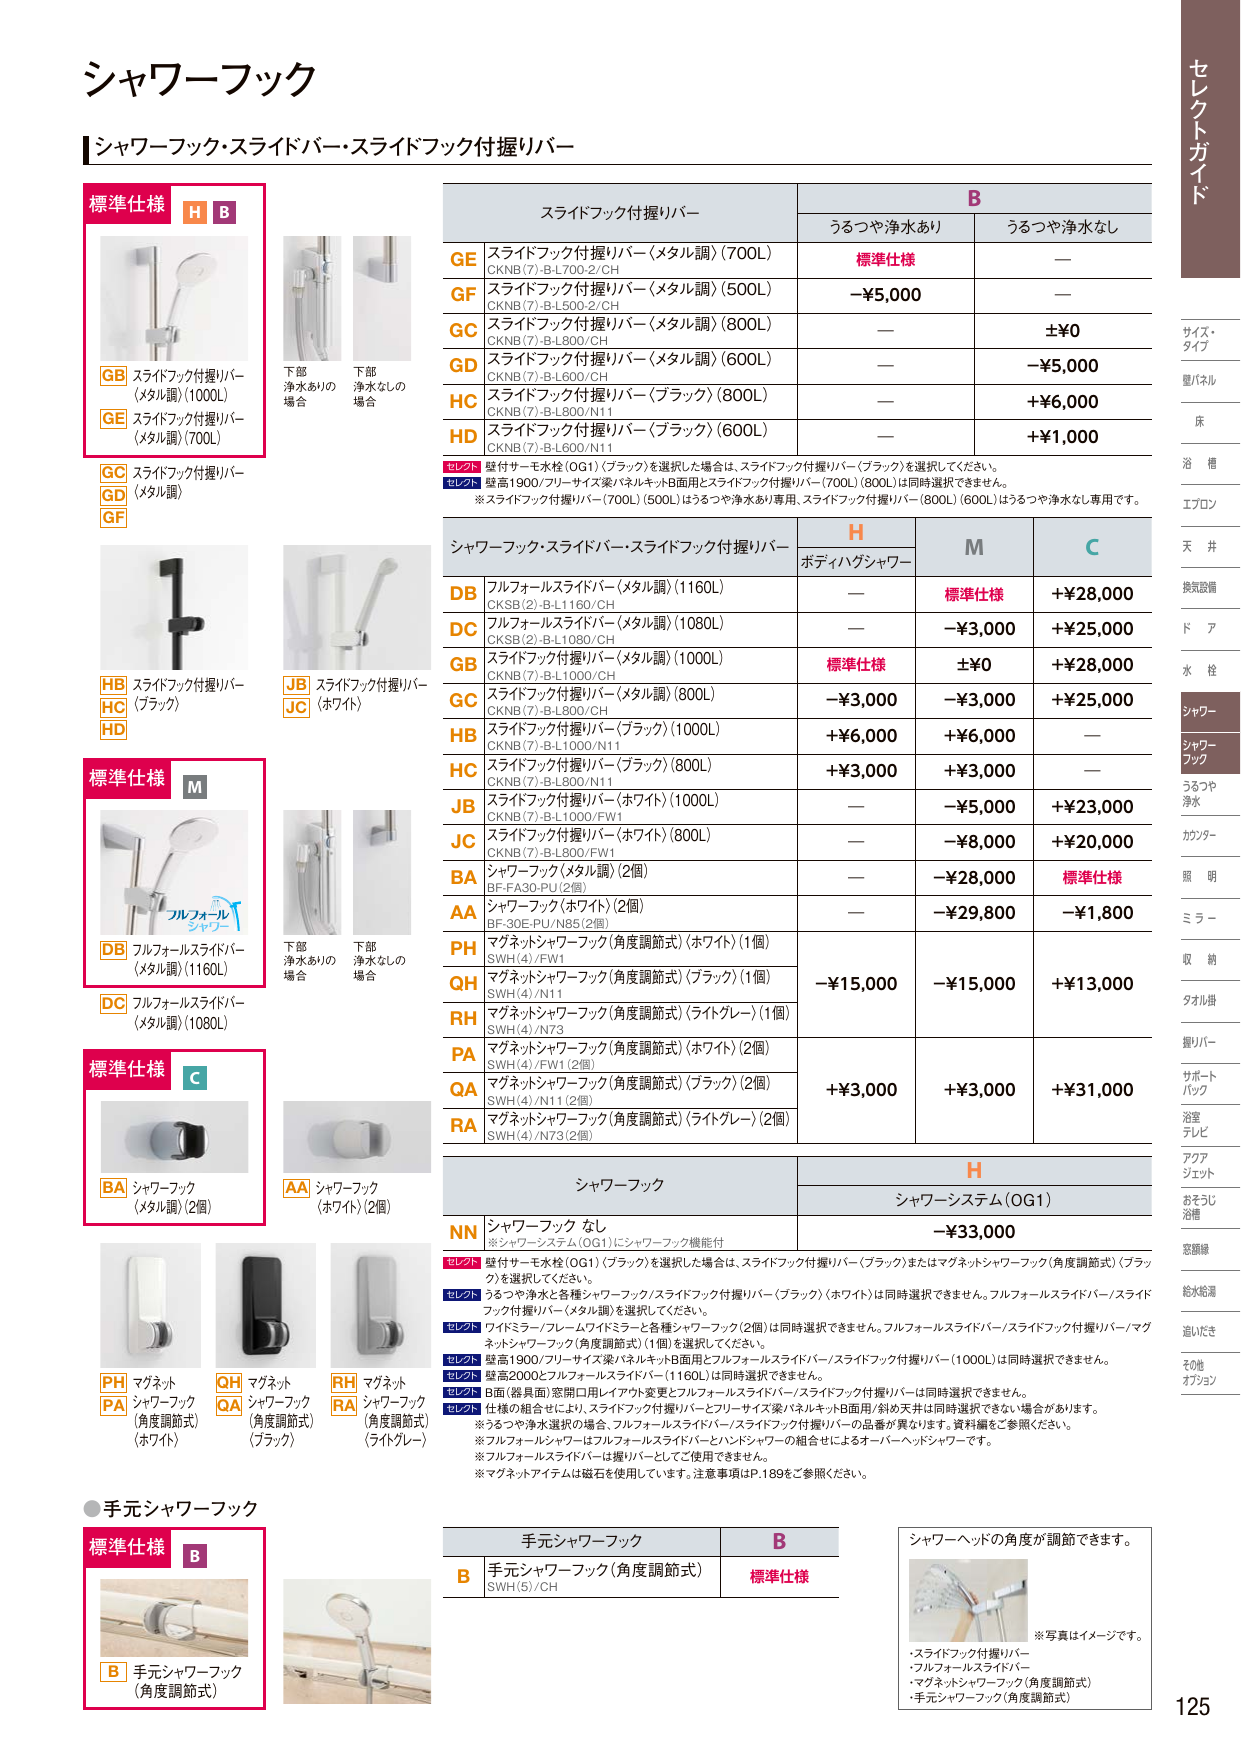 シャワーフック
シャワーフック・スライドバー・スライドフック付握りバー
標準仕様 H B
GB スライドフック付握りバー
〈メタル調〉（1000L）
GE スライドフック付握りバー
〈メタル調〉（700L）
下部
浄水ありの
場合
下部
浄水なしの
場合
GC スライドフック付握りバー
GD 〈メタル調〉
GF
HB スライドフック付握りバー
HC 〈ブラック〉
HD
JB スライドフック付握りバー
JC 〈ホワイト〉
標準仕様 M
フルフォール
シャワー
DB フルフォールスライドバー
〈メタル調〉（1160L）
下部
浄水ありの
場合
下部
浄水なしの
場合
DC フルフォールスライドバー
〈メタル調〉（1080L）
標準仕様 C
BA シャワーフック
〈メタル調〉（2個）
AA シャワーフック
〈ホワイト〉（2個）
PH マグネット
PA シャワーフック
（角度調節式）
〈ホワイト〉
QH マグネット
QA シャワーフック
（角度調節式）
〈ブラック〉
RH マグネット
RA シャワーフック
（角度調節式）
〈ライトグレー〉
スライドフック付握りバー B
うるつや浄水あり うるつや浄水なし
GE スライドフック付握りバー〈メタル調〉（700L） 標準仕様 —
CKNB（7）-B-L700-2/CH
GF スライドフック付握りバー〈メタル調〉（500L） −¥5,000 —
CKNB（7）-B-L500-2/CH
GC スライドフック付握りバー〈メタル調〉（800L） — ±¥0
CKNB（7）-B-L800/CH
GD スライドフック付握りバー〈メタル調〉（600L） — −¥5,000
CKNB（7）-B-L600/CH
HC スライドフック付握りバー〈ブラック〉（800L） — +¥6,000
CKNB（7）-B-L800/N11
HD スライドフック付握りバー〈ブラック〉（600L） — +¥1,000
CKNB（7）-B-L600/N11
セレクト 壁付サーモ水栓（OG1）〈ブラック〉を選択した場合は、スライドフック付握りバー〈ブラック〉を選択してください。
セレクト 壁高1900/フリーサイズ梁パネルキットB面用とスライドフック付握りバー（700L）（800L）は同時選択できません。
※スライドフック付握りバー（700L）（500L）はうるつや浄水あり専用、スライドフック付握りバー（800L）（600L）はうるつや浄水なし専用です。
シャワーフック・スライドバー・スライドフック付握りバー H M C
ボディハグシャワー
DB フルフォールスライドバー〈メタル調〉（1160L） — 標準仕様 +¥28,000
CKSB（2）-B-L1160/CH
DC フルフォールスライドバー〈メタル調〉（1080L） — −¥3,000 +¥25,000
CKSB（2）-B-L1080/CH
GB スライドフック付握りバー〈メタル調〉（1000L） 標準仕様 ±¥0 +¥28,000
CKNB（7）-B-L1000/CH
GC スライドフック付握りバー〈メタル調〉（800L） −¥3,000 −¥3,000 +¥25,000
CKNB（7）-B-L800/CH
HB スライドフック付握りバー〈ブラック〉（1000L） +¥6,000 +¥6,000 —
CKNB（7）-B-L1000/N11
HC スライドフック付握りバー〈ブラック〉（800L） +¥3,000 +¥3,000 —
CKNB（7）-B-L800/N11
JB スライドフック付握りバー〈ホワイト〉（1000L） — −¥5,000 +¥23,000
CKNB（7）-B-L1000/FW1
JC スライドフック付握りバー〈ホワイト〉（800L） — −¥8,000 +¥20,000
CKNB（7）-B-L800/FW1
BA シャワーフック〈メタル調〉（2個） — −¥28,000 標準仕様
BF-FA30-PU（2個）
AA シャワーフック〈ホワイト〉（2個） — −¥29,800 −¥1,800
BF-30E-PU/N85（2個）
PH マグネットシャワーフック（角度調節式）〈ホワイト〉（1個）
SWH（4）/FW1
QH マグネットシャワーフック（角度調節式）〈ブラック〉（1個） −¥15,000 −¥15,000 +¥13,000
SWH（4）/N11
RH マグネットシャワーフック（角度調節式）〈ライトグレー〉（1個）
SWH（4）/N73
PA マグネットシャワーフック（角度調節式）〈ホワイト〉（2個）
SWH（4）/FW1（2個）
QA マグネットシャワーフック（角度調節式）〈ブラック〉（2個） +¥3,000 +¥3,000 +¥31,000
SWH（4）/N11（2個）
RA マグネットシャワーフック（角度調節式）〈ライトグレー〉（2個）
SWH（4）/N73（2個）
シャワーフック H
シャワーシステム（OG1）
NN シャワーフック なし −¥33,000
※シャワーシステム（OG1）にシャワーフック機能付
セレクト 壁付サーモ水栓（OG1）〈ブラック〉を選択した場合は、スライドフック付握りバー〈ブラック〉またはマグネットシャワーフック（角度調節式）〈ブラッ
ク〉を選択してください。
セレクト うるつや浄水と各種シャワーフック/スライドフック付握りバー〈ブラック〉〈ホワイト〉は同時選択できません。フルフォールスライドバー/スライド
フック付握りバー〈メタル調〉を選択してください。
セレクト ワイドミラー/フレームワイドミラーと各種シャワーフック（2個）は同時選択できません。フルフォールスライドバー/スライドフック付握りバー/マグ
ネットシャワーフック（角度調節式）（1個）を選択してください。
セレクト 壁高1900/フリーサイズ梁パネルキットB面用とフルフォールスライドバー/スライドフック付握りバー（1000L）は同時選択できません。
セレクト 壁高2000とフルフォールスライドバー（1160L）は同時選択できません。
セレクト B面（器具面）窓開口用レイアウト変更とフルフォールスライドバー/スライドフック付握りバーは同時選択できません。
セレクト 仕様の組合せにより、スライドフック付握りバーとフリーサイズ梁パネルキットB面用/斜め天井は同時選択できない場合があります。
※うるつや浄水選択の場合、フルフォールスライドバー/スライドフック付握りバーの品番が異なります。資料編をご参照ください。
※フルフォールシャワーはフルフォールスライドバーとハンドシャワーの組合せによるオーバーヘッドシャワーです。
※フルフォールスライドバーは握りバーとしてご使用できません。
※マグネットアイテムは磁石を使用しています。注意事項はP.189をご参照ください。
●手元シャワーフック
標準仕様 B
B 手元シャワーフック
（角度調節式）
手元シャワーフック B
B 手元シャワーフック（角度調節式） 標準仕様
SWH（5）/CH
シャワーヘッドの角度が調節できます。
※写真はイメージです。
・スライドフック付握りバー
・フルフォールスライドバー
・マグネットシャワーフック（角度調節式）
・手元シャワーフック（角度調節式）
セレクトガイド
サイズ・
タイプ
壁パネル
床
浴 槽
エプロン
天 井
換気設備
ド ア
水 栓
シャワー
シャワー
フック
うるつや
浄水
カウンター
照 明
ミラー
収 納
タオル掛
握りバー
サポート
パック
浴室
テレビ
アクア
ジェット
おそうじ
浴槽
窓額縁
給水給湯
追いだき
その他
オプション
125